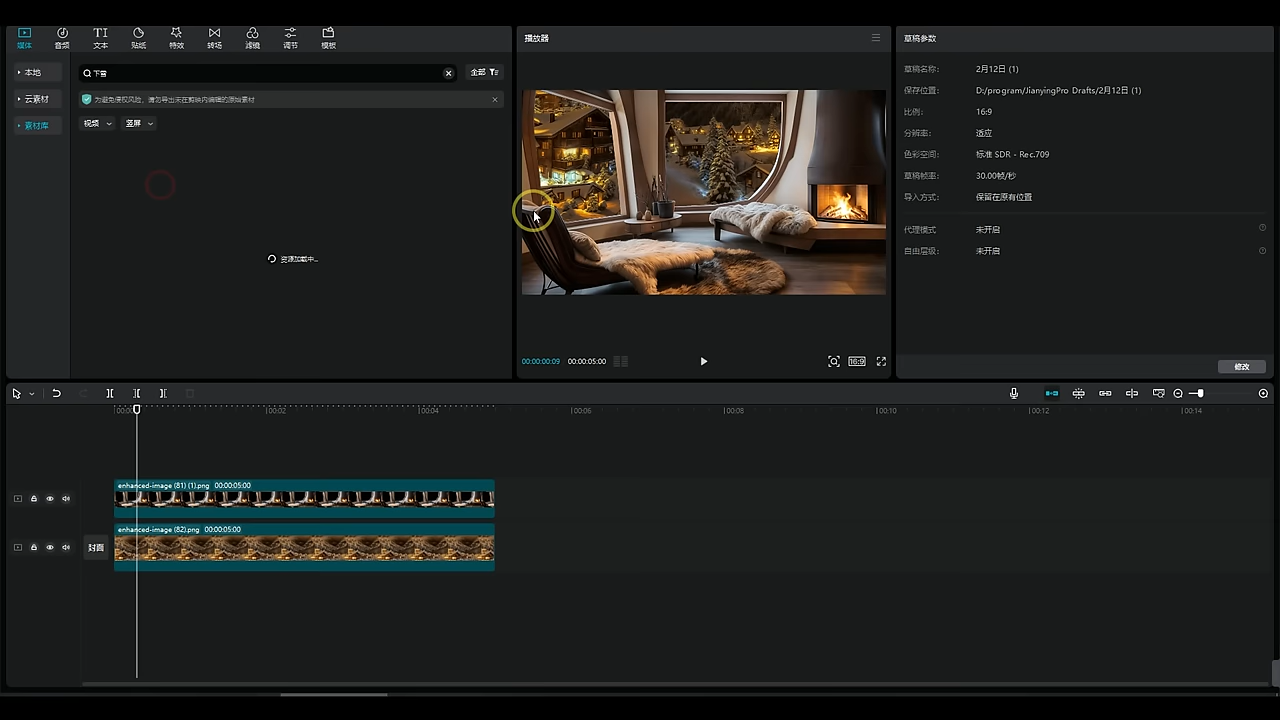 媒体 音频 文本 贴纸 特效 转场 滤镜 调节 模板
本地
云素材
素材库
下雪
全部
为避免侵权风险，请勿导出未在剪映内编辑的原始素材
视频 竖屏
资源加载中...
播放器
00:00:00:09 00:00:05:00
16:9
草稿参数
草稿名称： 2月12日 (1)
保存位置： D:/program/JianyingPro Drafts/2月12日 (1)
比例： 16:9
分辨率： 适应
色彩空间： 标准 SDR - Rec.709
草稿帧率： 30.00帧/秒
导入方式： 保留在原有位置
代理模式 未开启
自由层级： 未开启
修改
00:02 00:04 00:06 00:08 00:10 00:12 00:14
enhanced-image (81) (1).png 00:00:05:00
enhanced-image (82).png 00:00:05:00
封面